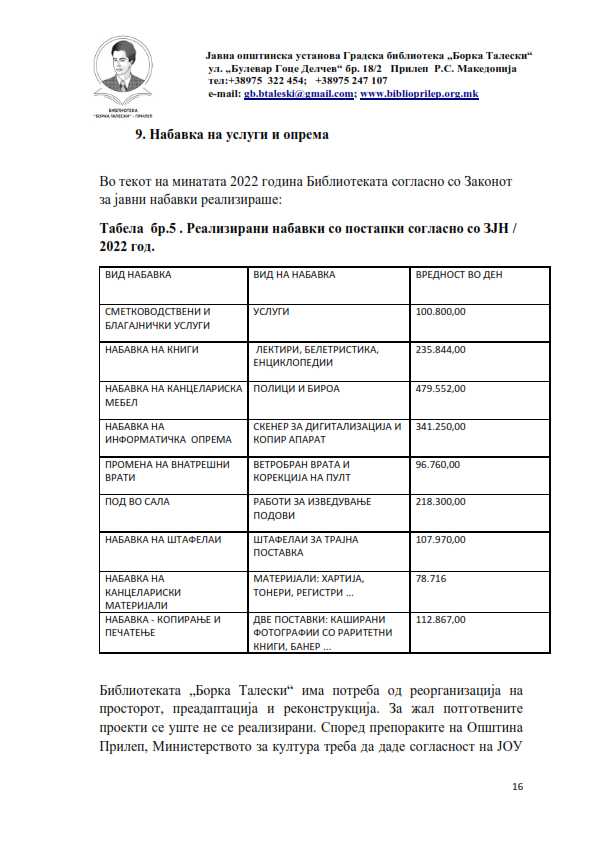 БИБЛИОТЕКА
"БОРКА ТАЛЕСКИ" - ПРИЛЕП
Јавна општинска установа Градска библиотека „Борка Талески“
ул. „Булевар Гоце Делчев“ бр. 18/2 Прилеп Р.С. Македонија
тел:+38975 322 454; +38975 247 107
e-mail: gb.btaleski@gmail.com; www.biblioprilep.org.mk
9. Набавка на услуги и опрема
Во текот на минатата 2022 година Библиотеката согласно со Законот
за јавни набавки реализираше:
Табела бр.5 . Реализирани набавки со постапки согласно со ЗЈН /
2022 год.
ВИД НАБАВКА ВИД НА НАБАВКА ВРЕДНОСТ ВО ДЕН
СМЕТКОВОДСТВЕНИ И УСЛУГИ 100.800,00
БЛАГАЈНИЧКИ УСЛУГИ
НАБАВКА НА КНИГИ ЛЕКТИРИ, БЕЛЕТРИСТИКА, 235.844,00
ЕНЦИКЛОПЕДИИ
НАБАВКА НА КАНЦЕЛАРИСКА ПОЛИЦИ И БИРОА 479.552,00
МЕБЕЛ
НАБАВКА НА СКЕНЕР ЗА ДИГИТАЛИЗАЦИЈА И 341.250,00
ИНФОРМАТИЧКА ОПРЕМА КОПИР АПАРАТ
ПРОМЕНА НА ВНАТРЕШНИ ВЕТРОБРАН ВРАТА И 96.760,00
ВРАТИ КОРЕКЦИЈА НА ПУЛТ
ПОД ВО САЛА РАБОТИ ЗА ИЗВЕДУВАЊЕ 218.300,00
ПОДОВИ
НАБАВКА НА ШТАФЕЛАИ ШТАФЕЛАИ ЗА ТРАЈНА 107.970,00
ПОСТАВКА
НАБАВКА НА МАТЕРИЈАЛИ: ХАРТИЈА, 78.716
КАНЦЕЛАРИСКИ ТОНЕРИ, РЕГИСТРИ ...
МАТЕРИЈАЛИ
НАБАВКА - КОПИРАЊЕ И ДВЕ ПОСТАВКИ: КАШИРАНИ 112.867,00
ПЕЧАТЕЊЕ ФОТОГРАФИИ СО РАРИТЕТНИ
КНИГИ, БАНЕР ...
Библиотеката „Борка Талески“ има потреба од реорганизација на
просторот, преадаптација и реконструкција. За жал потготвените
проекти се уште не се реализирани. Според препораките на Општина
Прилеп, Министерството за култура треба да даде согласност на ЈОУ
16